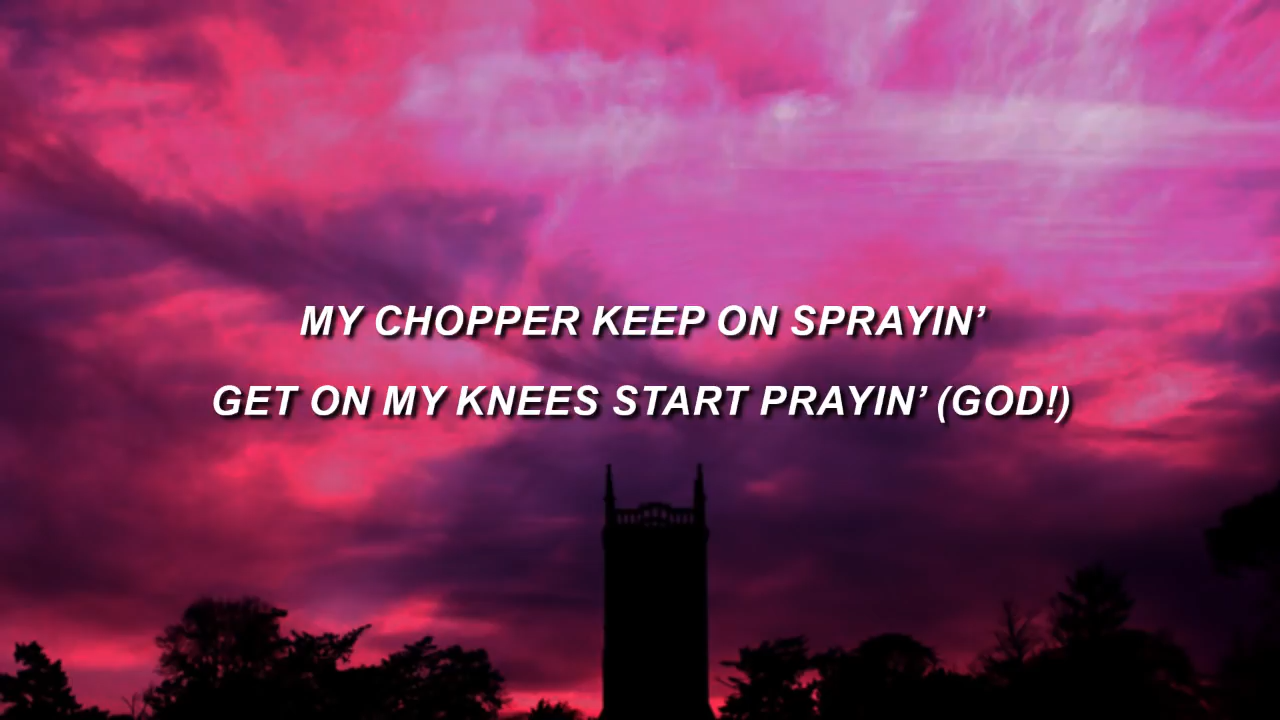 MY CHOPPER KEEP ON SPRAYIN’
GET ON MY KNEES START PRAYIN’ (GOD!)